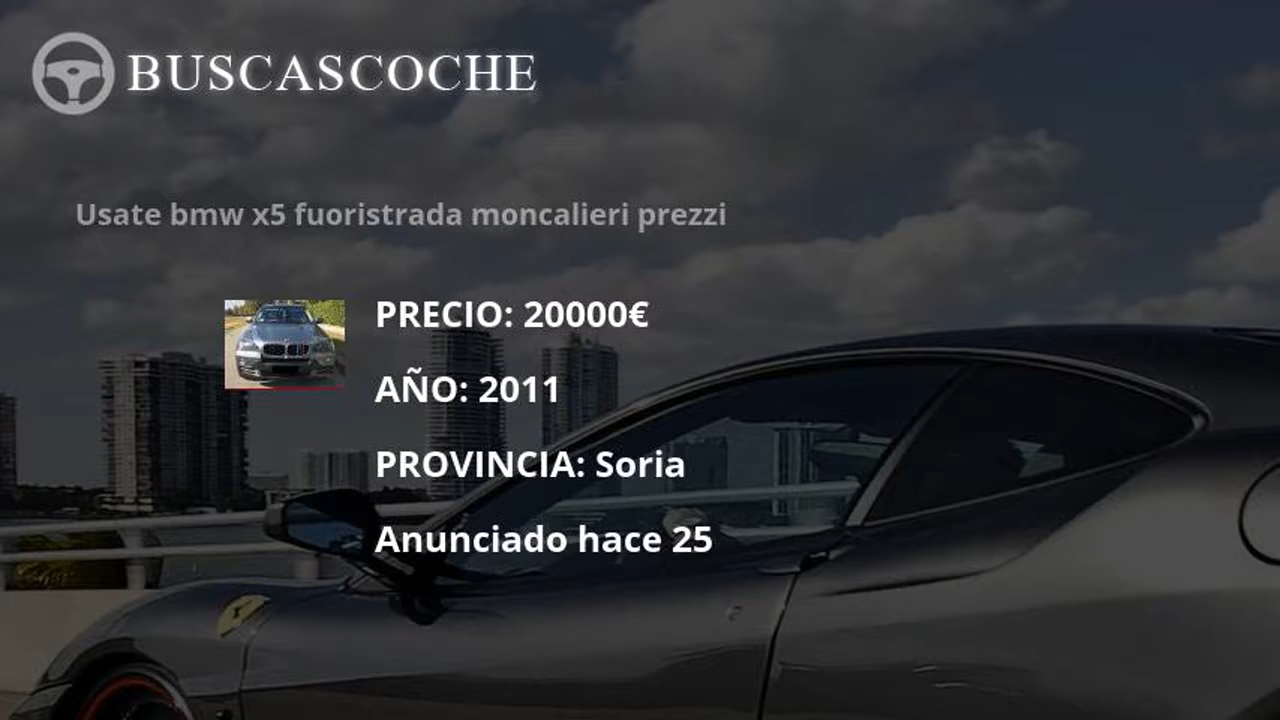 BUSCASCOCHE
Usate bmw x5 fuoristrada moncalieri prezzi
PRECIO: 20000€
AÑO: 2011
PROVINCIA: Soria
Anunciado hace 25